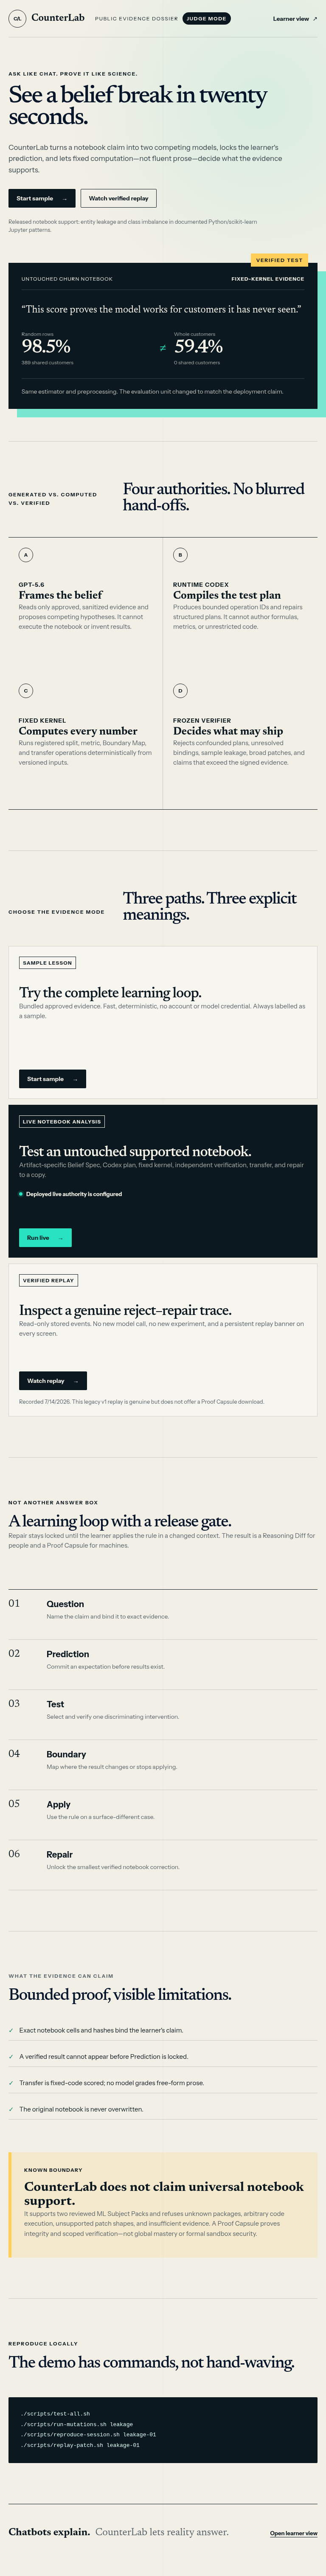 C/L CounterLab PUBLIC EVIDENCE DOSSIER JUDGE MODE Learner view ↗
ASK LIKE CHAT. PROVE IT LIKE SCIENCE.
See a belief break in twenty
seconds.
CounterLab turns a notebook claim into two competing models, locks the learner's
prediction, and lets fixed computation—not fluent prose—decide what the evidence
supports.
Start sample → Watch verified replay
Released notebook support: entity leakage and class imbalance in documented Python/scikit-learn
Jupyter patterns.
VERIFIED TEST
UNTOUCHED CHURN NOTEBOOK FIXED-KERNEL EVIDENCE
“This score proves the model works for customers it has never seen.”
Random rows Whole customers
98.5% ≠ 59.4%
389 shared customers 0 shared customers
Same estimator and preprocessing. The evaluation unit changed to match the deployment claim.
GENERATED VS. COMPUTED
VS. VERIFIED
Four authorities. No blurred
hand-offs.
A
GPT-5.6
Frames the belief
Reads only approved, sanitized evidence and
proposes competing hypotheses. It cannot
execute the notebook or invent results.
B
RUNTIME CODEX
Compiles the test plan
Produces bounded operation IDs and repairs
structured plans. It cannot author formulas,
metrics, or unrestricted code.
C
FIXED KERNEL
Computes every number
Runs registered split, metric, Boundary Map,
and transfer operations deterministically from
versioned inputs.
D
FROZEN VERIFIER
Decides what may ship
Rejects confounded plans, unresolved
bindings, sample leakage, broad patches, and
claims that exceed the signed evidence.
CHOOSE THE EVIDENCE MODE
Three paths. Three explicit
meanings.
SAMPLE LESSON
Try the complete learning loop.
Bundled approved evidence. Fast, deterministic, no account or model credential. Always labelled as
a sample.
Start sample →
LIVE NOTEBOOK ANALYSIS
Test an untouched supported notebook.
Artifact-specific Belief Spec, Codex plan, fixed kernel, independent verification, transfer, and repair
to a copy.
Deployed live authority is configured
Run live →
VERIFIED REPLAY
Inspect a genuine reject–repair trace.
Read-only stored events. No new model call, no new experiment, and a persistent replay banner on
every screen.
Watch replay →
Recorded 7/14/2026. This legacy v1 replay is genuine but does not offer a Proof Capsule download.
NOT ANOTHER ANSWER BOX
A learning loop with a release gate.
Repair stays locked until the learner applies the rule in a changed context. The result is a Reasoning Diff for
people and a Proof Capsule for machines.
01 Question
Name the claim and bind it to exact evidence.
02 Prediction
Commit an expectation before results exist.
03 Test
Select and verify one discriminating intervention.
04 Boundary
Map where the result changes or stops applying.
05 Apply
Use the rule on a surface-different case.
06 Repair
Unlock the smallest verified notebook correction.
WHAT THE EVIDENCE CAN CLAIM
Bounded proof, visible limitations.
✓ Exact notebook cells and hashes bind the learner's claim.
✓ A verified result cannot appear before Prediction is locked.
✓ Transfer is fixed-code scored; no model grades free-form prose.
✓ The original notebook is never overwritten.
KNOWN BOUNDARY
CounterLab does not claim universal notebook
support.
It supports two reviewed ML Subject Packs and refuses unknown packages, arbitrary code
execution, unsupported patch shapes, and insufficient evidence. A Proof Capsule proves
integrity and scoped verification—not global mastery or formal sandbox security.
REPRODUCE LOCALLY
The demo has commands, not hand-waving.
./scripts/test-all.sh
./scripts/run-mutations.sh leakage
./scripts/reproduce-session.sh leakage-01
./scripts/replay-patch.sh leakage-01
Chatbots explain. CounterLab lets reality answer. Open learner view